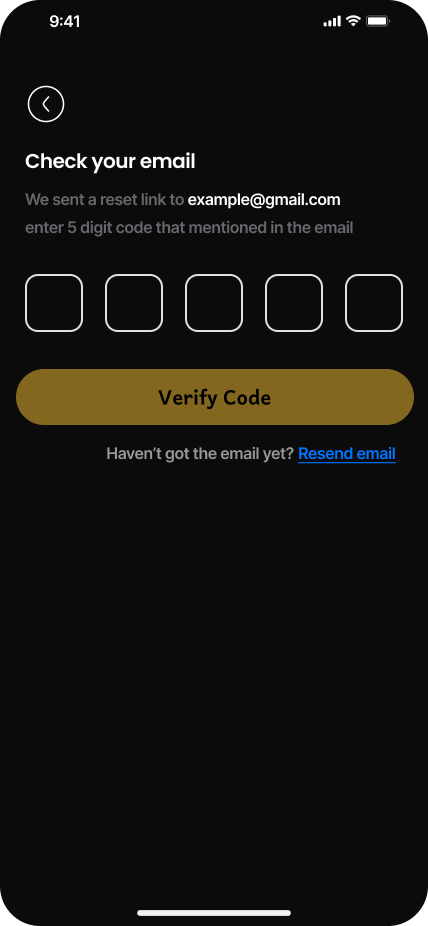 9:41
Check your email
We sent a reset link to example@gmail.com
enter 5 digit code that mentioned in the email
Verify Code
Haven’t got the email yet? Resend email